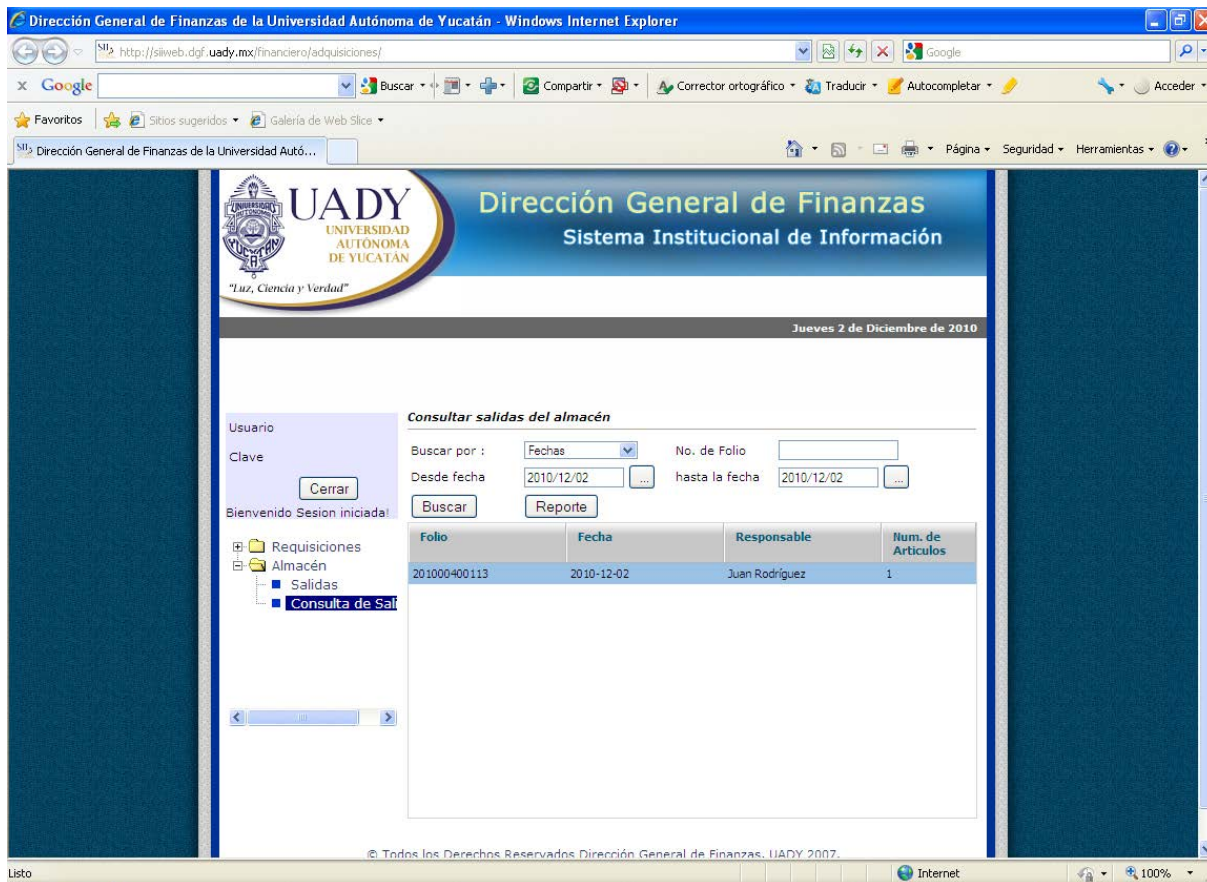 Dirección General de Finanzas de la Universidad Autónoma de Yucatán - Windows Internet Explorer
http://siiweb.dgf.uady.mx/financiero/adquisiciones/ Google
x Google Buscar Compartir Corrector ortográfico Traducir Autocompletar Acceder
Favoritos Sitios sugeridos Galería de Web Slice
Dirección General de Finanzas de la Universidad Autó... Página Seguridad Herramientas
UADY
UNIVERSIDAD
AUTÓNOMA
DE YUCATÁN
"Luz, Ciencia y Verdad"
Dirección General de Finanzas
Sistema Institucional de Información
Jueves 2 de Diciembre de 2010
Usuario
Clave
Cerrar
Bienvenido Sesion iniciada!
Requisiciones
Almacén
Salidas
Consulta de Sali
Consultar salidas del almacén
Buscar por : Fechas No. de Folio
Desde fecha 2010/12/02 ... hasta la fecha 2010/12/02 ...
Buscar Reporte
Folio Fecha Responsable Num. de Articulos
201000400113 2010-12-02 Juan Rodríguez 1
© Todos los Derechos Reservados Dirección General de Finanzas. UADY 2007.
Listo Internet 100%